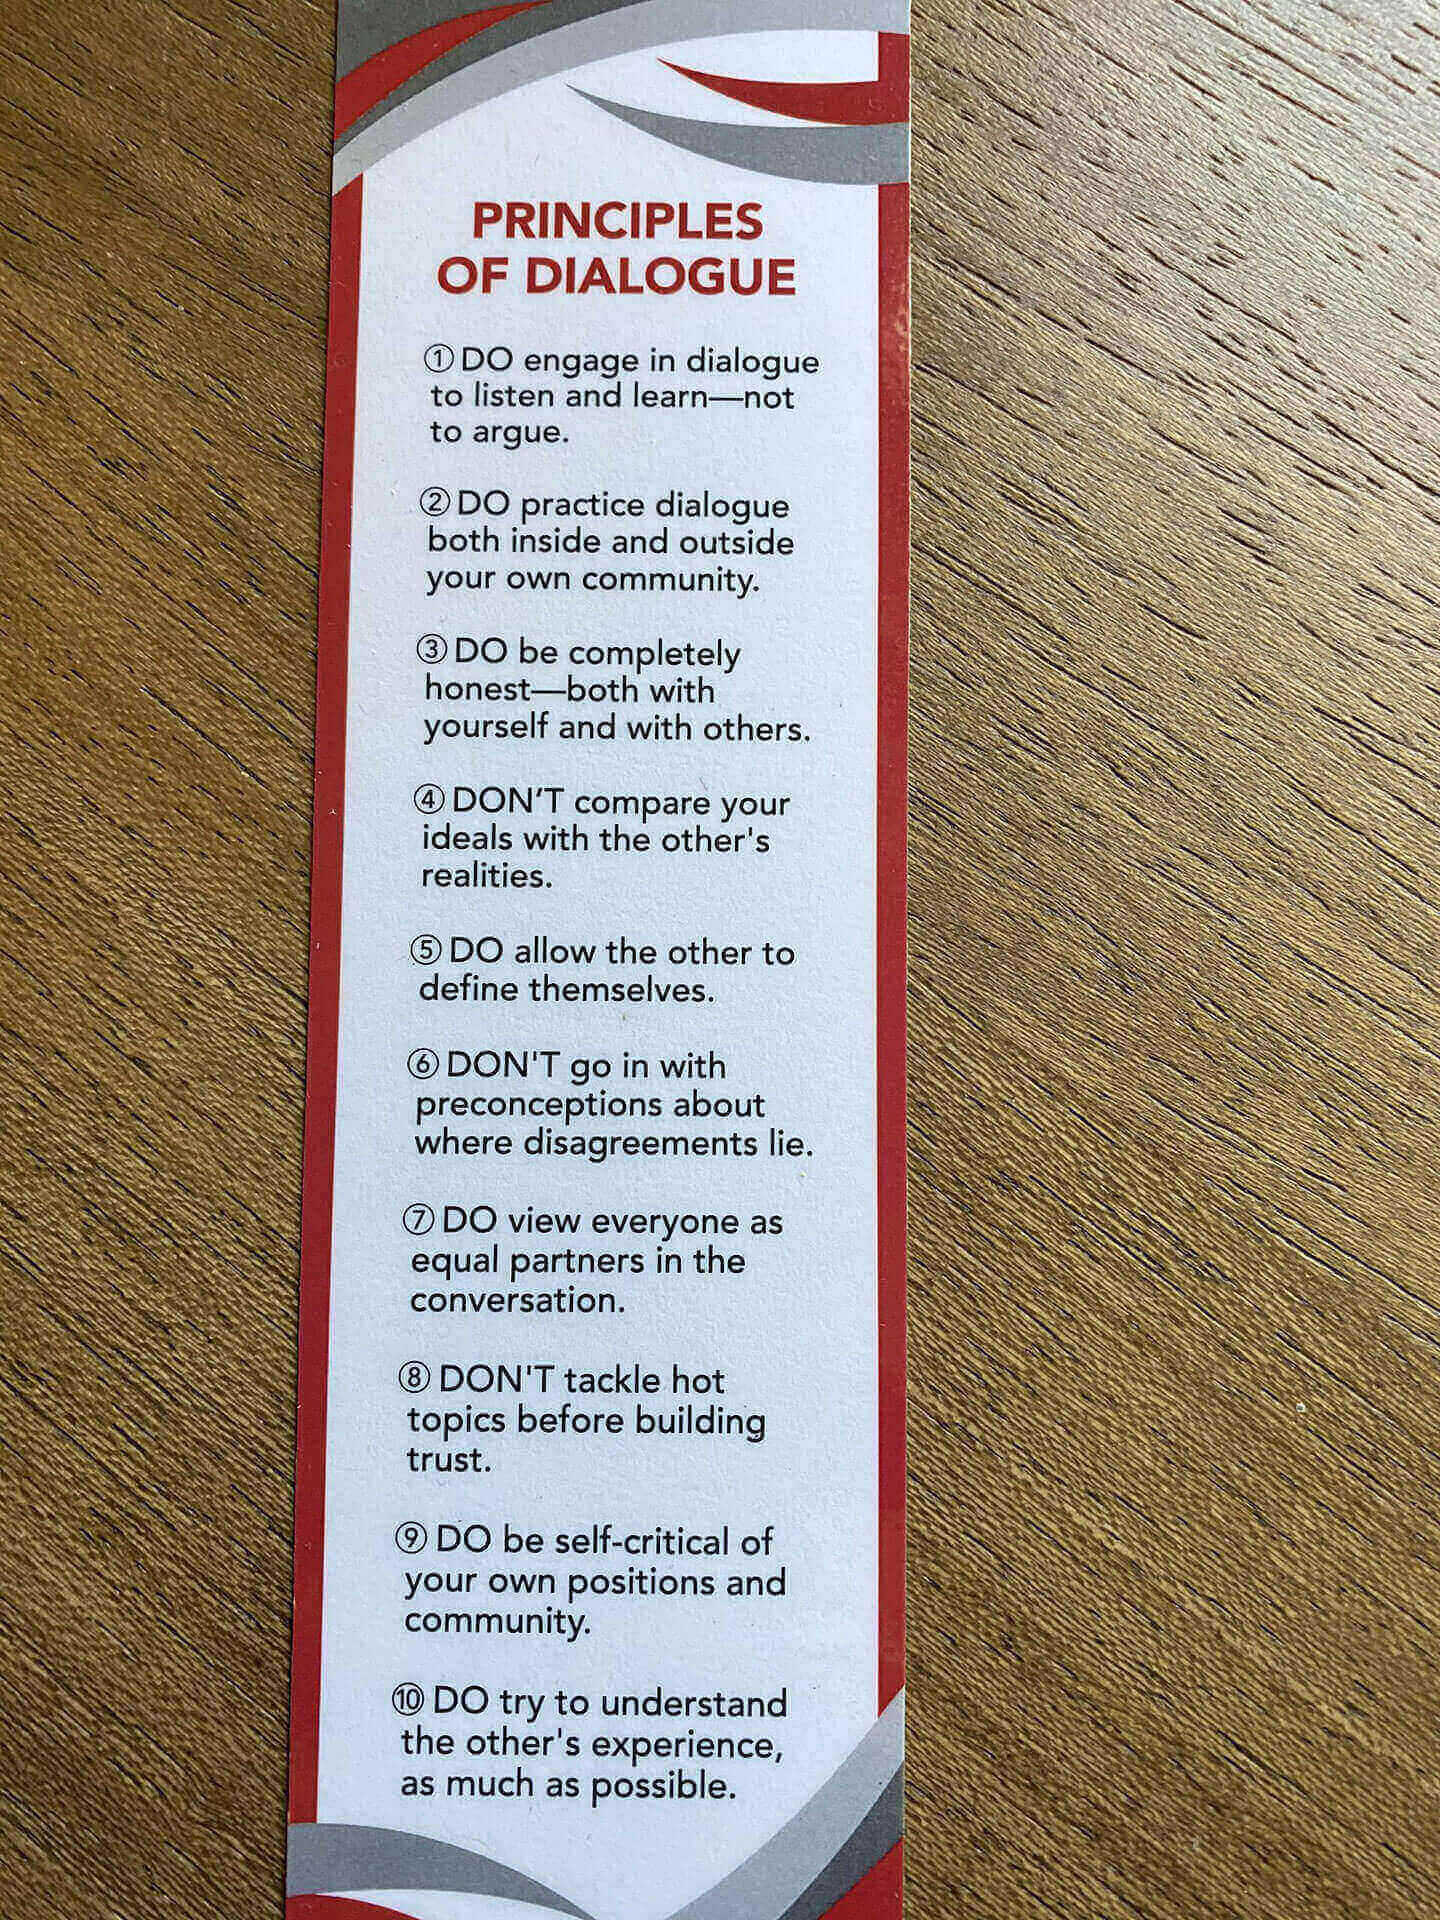 PRINCIPLES
OF DIALOGUE
① DO engage in dialogue
to listen and learn—not
to argue.
② DO practice dialogue
both inside and outside
your own community.
③ DO be completely
honest—both with
yourself and with others.
④ DON’T compare your
ideals with the other's
realities.
⑤ DO allow the other to
define themselves.
⑥ DON'T go in with
preconceptions about
where disagreements lie.
⑦ DO view everyone as
equal partners in the
conversation.
⑧ DON'T tackle hot
topics before building
trust.
⑨ DO be self-critical of
your own positions and
community.
⑩ DO try to understand
the other's experience,
as much as possible.